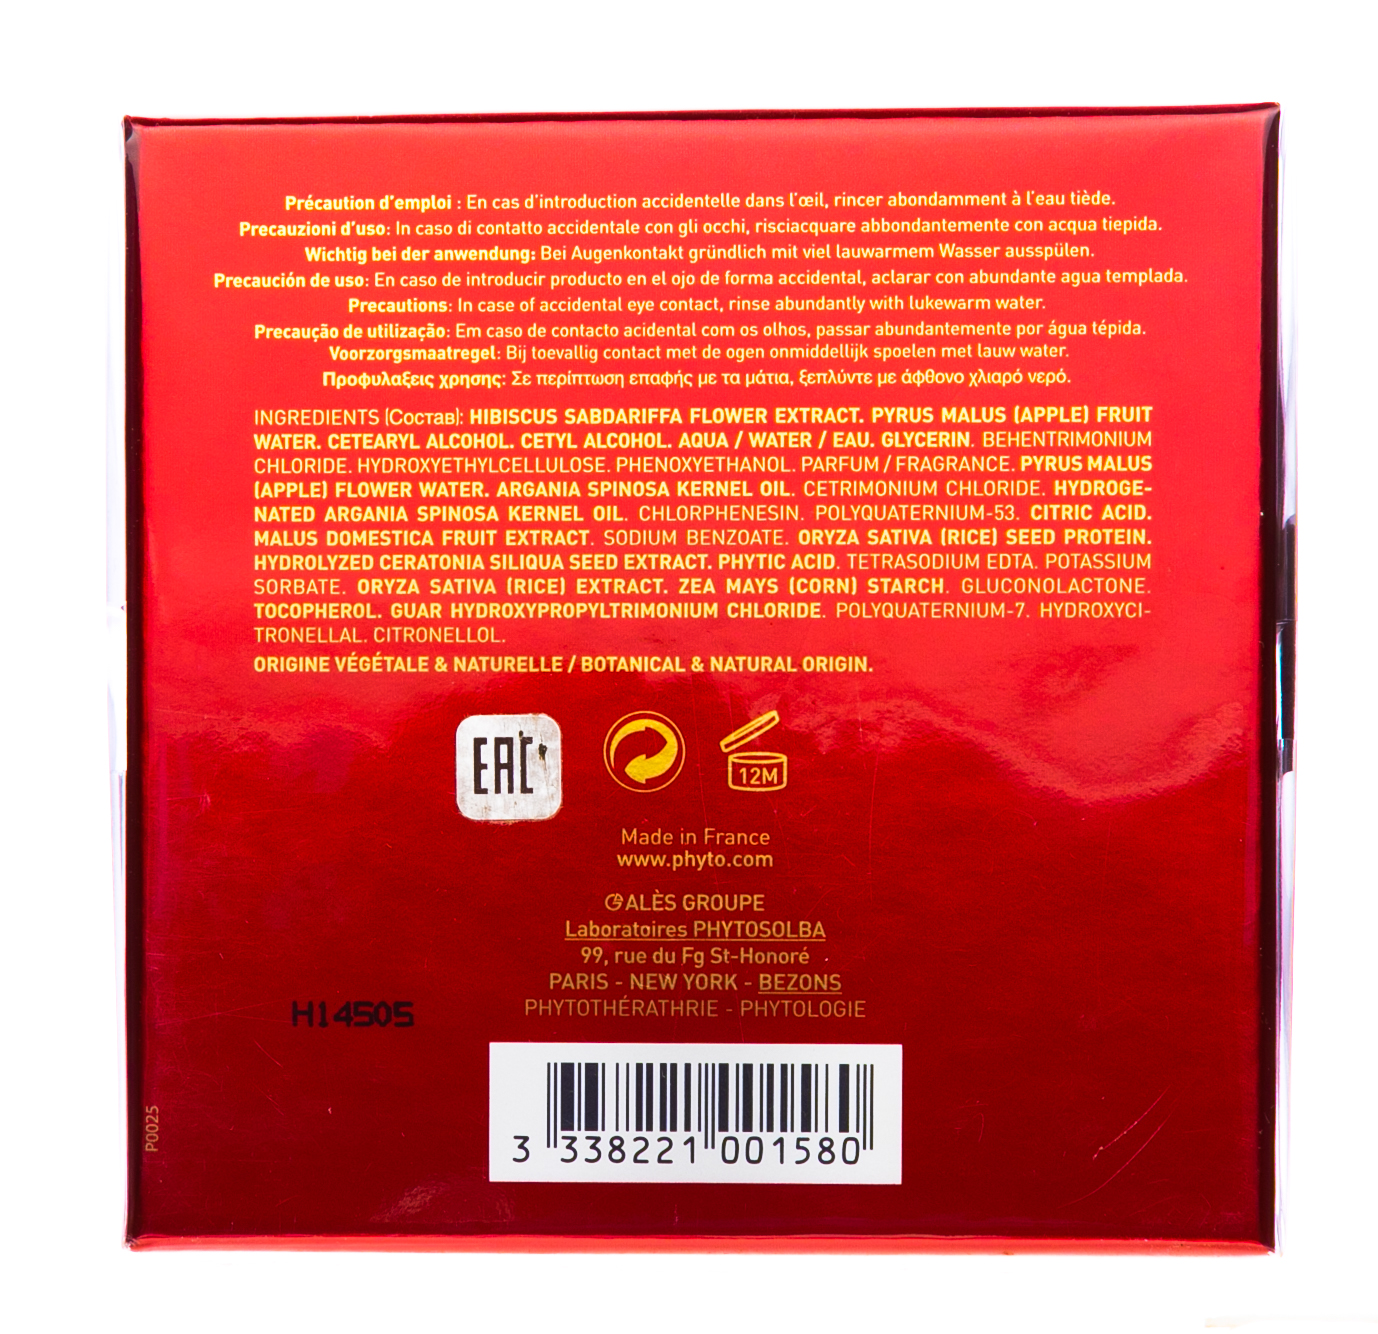 Précaution d'emploi : En cas d'introduction accidentelle dans l'œil, rincer abondamment à l'eau tiède.
Precauzioni d'uso: In caso di contatto accidentale con gli occhi, risciacquare abbondantemente con acqua tiepida.
Wichtig bei der anwendung: Bei Augenkontakt gründlich mit viel lauwarmem Wasser ausspülen.
Precaución de uso: En caso de introducir producto en el ojo de forma accidental, aclarar con abundante agua templada.
Precautions: In case of accidental eye contact, rinse abundantly with lukewarm water.
Precaução de utilização: Em caso de contacto acidental com os olhos, passar abundantemente por água tépida.
Voorzorgsmaatregel: Bij toevallig contact met de ogen onmiddellijk spoelen met lauw water.
Προφυλαξεις χρησης: Σε περίπτωση επαφής με τα μάτια, ξεπλύντε με άφθονο χλιαρό νερό.
INGREDIENTS (Состав): HIBISCUS SABDARIFFA FLOWER EXTRACT. PYRUS MALUS (APPLE) FRUIT
WATER. CETEARYL ALCOHOL. CETYL ALCOHOL. AQUA / WATER / EAU. GLYCERIN. BEHENTRIMONIUM
CHLORIDE. HYDROXYETHYLCELLULOSE. PHENOXYETHANOL. PARFUM / FRAGRANCE. PYRUS MALUS
(APPLE) FLOWER WATER. ARGANIA SPINOSA KERNEL OIL. CETRIMONIUM CHLORIDE. HYDROGE-
NATED ARGANIA SPINOSA KERNEL OIL. CHLORPHENESIN. POLYQUATERNIUM-53. CITRIC ACID.
MALUS DOMESTICA FRUIT EXTRACT. SODIUM BENZOATE. ORYZA SATIVA (RICE) SEED PROTEIN.
HYDROLYZED CERATONIA SILIQUA SEED EXTRACT. PHYTIC ACID. TETRASODIUM EDTA. POTASSIUM
SORBATE. ORYZA SATIVA (RICE) EXTRACT. ZEA MAYS (CORN) STARCH. GLUCONOLACTONE.
TOCOPHEROL. GUAR HYDROXYPROPYLTRIMONIUM CHLORIDE. POLYQUATERNIUM-7. HYDROXYCI-
TRONELLAL. CITRONELLOL.
ORIGINE VÉGÉTALE & NATURELLE / BOTANICAL & NATURAL ORIGIN.
EAC
12M
Made in France
www.phyto.com
ALÈS GROUPE
Laboratoires PHYTOSOLBA
99, rue du Fg St-Honoré
PARIS - NEW YORK - BEZONS
PHYTOTHÉRATHRIE - PHYTOLOGIE
H14505
P0025
3 338221 001580